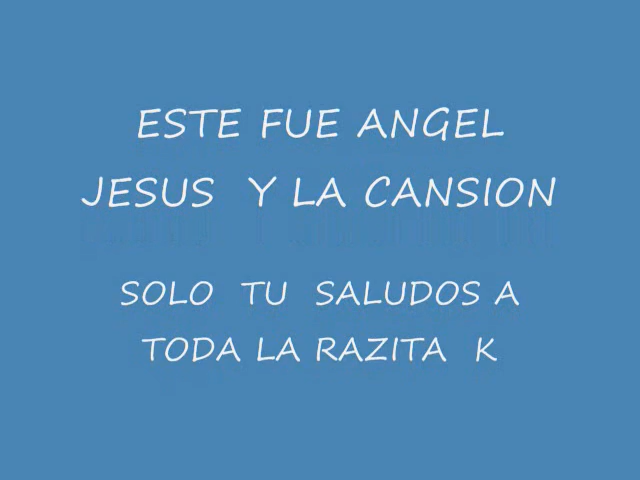 ESTE FUE ANGEL
JESUS Y LA CANSION
SOLO TU SALUDOS A
TODA LA RAZITA K